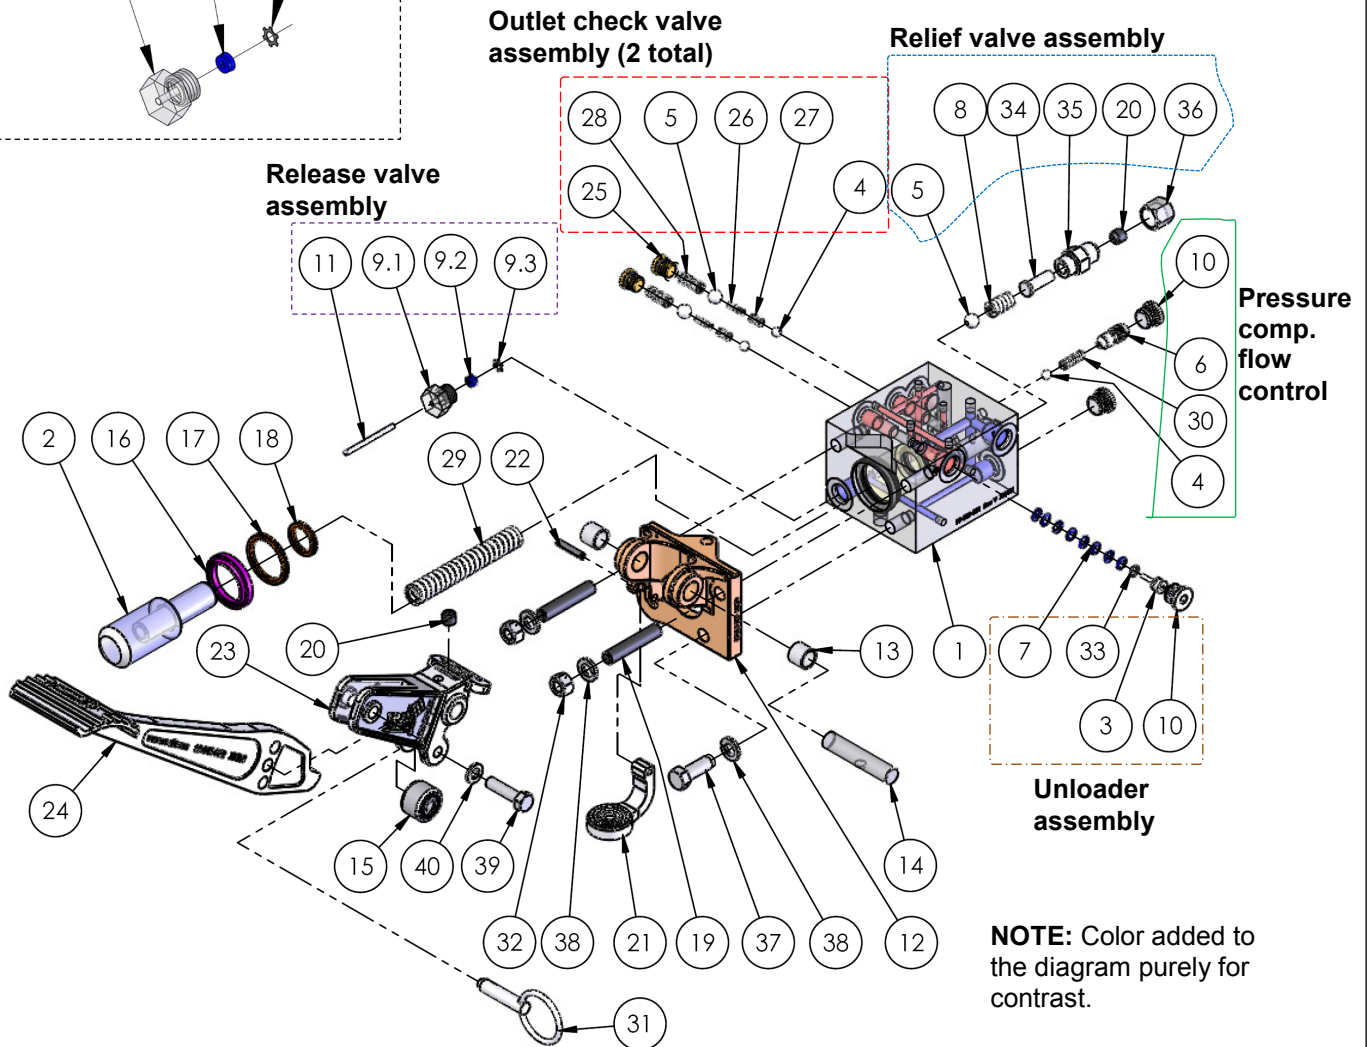 Outlet check valve
assembly (2 total)
Relief valve assembly
28 5 26 27
8 34 35 20 36
Release valve
assembly
25 4 5
11 9.1 9.2 9.3
10
Pressure
comp.
flow
control
6
30
4
2 16 17 18 29 22
23 20 13 1 7 33
3 10
24
Unloader
assembly
15 40 39 14
32 38 21 19 37 38 12
NOTE: Color added to
the diagram purely for
contrast.
31